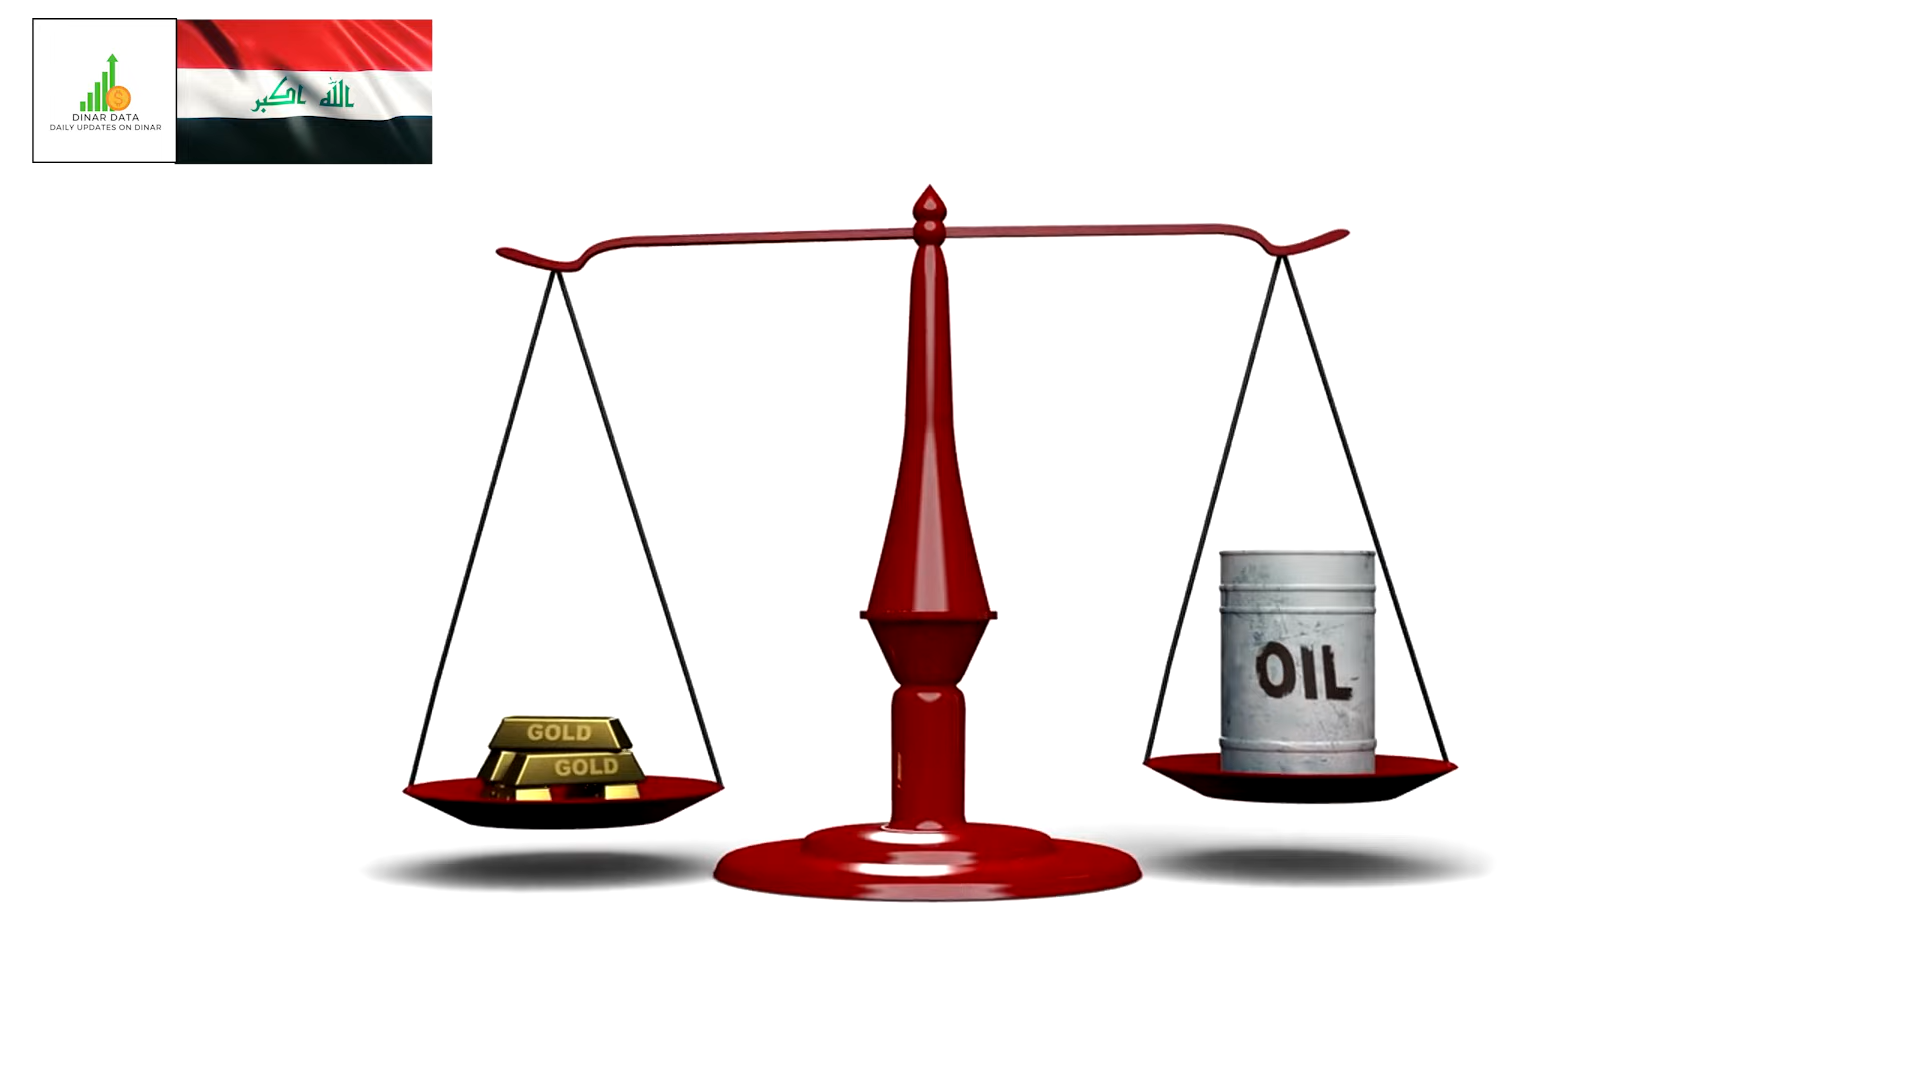 DINAR DATA
DAILY UPDATES ON DINAR
الله اكبر
GOLD
GOLD
OIL